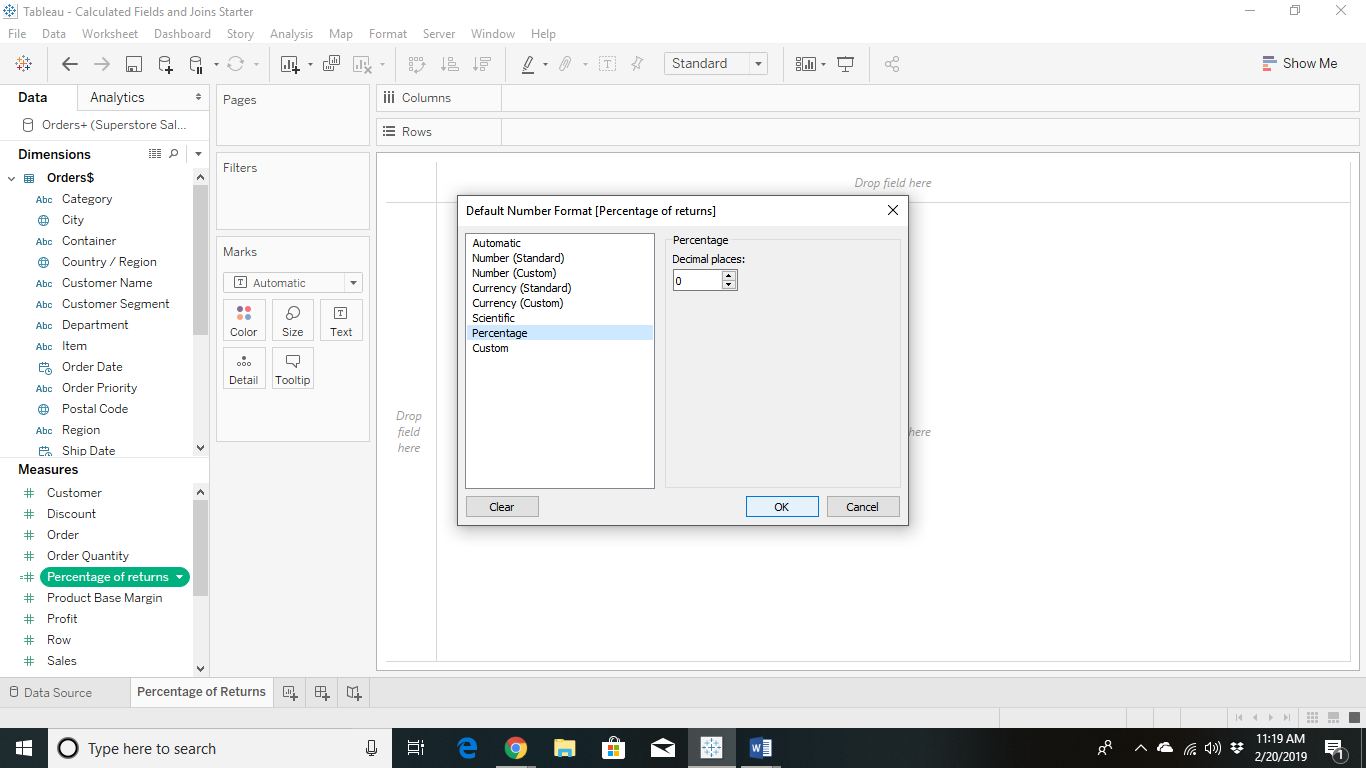 Tableau - Calculated Fields and Joins Starter
File Data Worksheet Dashboard Story Analysis Map Format Server Window Help
Standard
Show Me
Data Analytics
Orders+ (Superstore Sal...
Dimensions
Orders$
Abc Category
City
Abc Container
Country / Region
Abc Customer Name
Abc Customer Segment
Abc Department
Abc Item
Order Date
Abc Order Priority
Postal Code
Abc Region
Ship Date
Measures
Customer
Discount
Order
Order Quantity
Percentage of returns
Product Base Margin
Profit
Row
Sales
Pages
Filters
Marks
Automatic
Color Size Text
Detail Tooltip
Columns
Rows
Drop field here
Drop
field
here
here
Default Number Format [Percentage of returns]
Automatic
Number (Standard)
Number (Custom)
Currency (Standard)
Currency (Custom)
Scientific
Percentage
Custom
Percentage
Decimal places:
0
Clear OK Cancel
Data Source Percentage of Returns
Type here to search
11:19 AM
2/20/2019
1